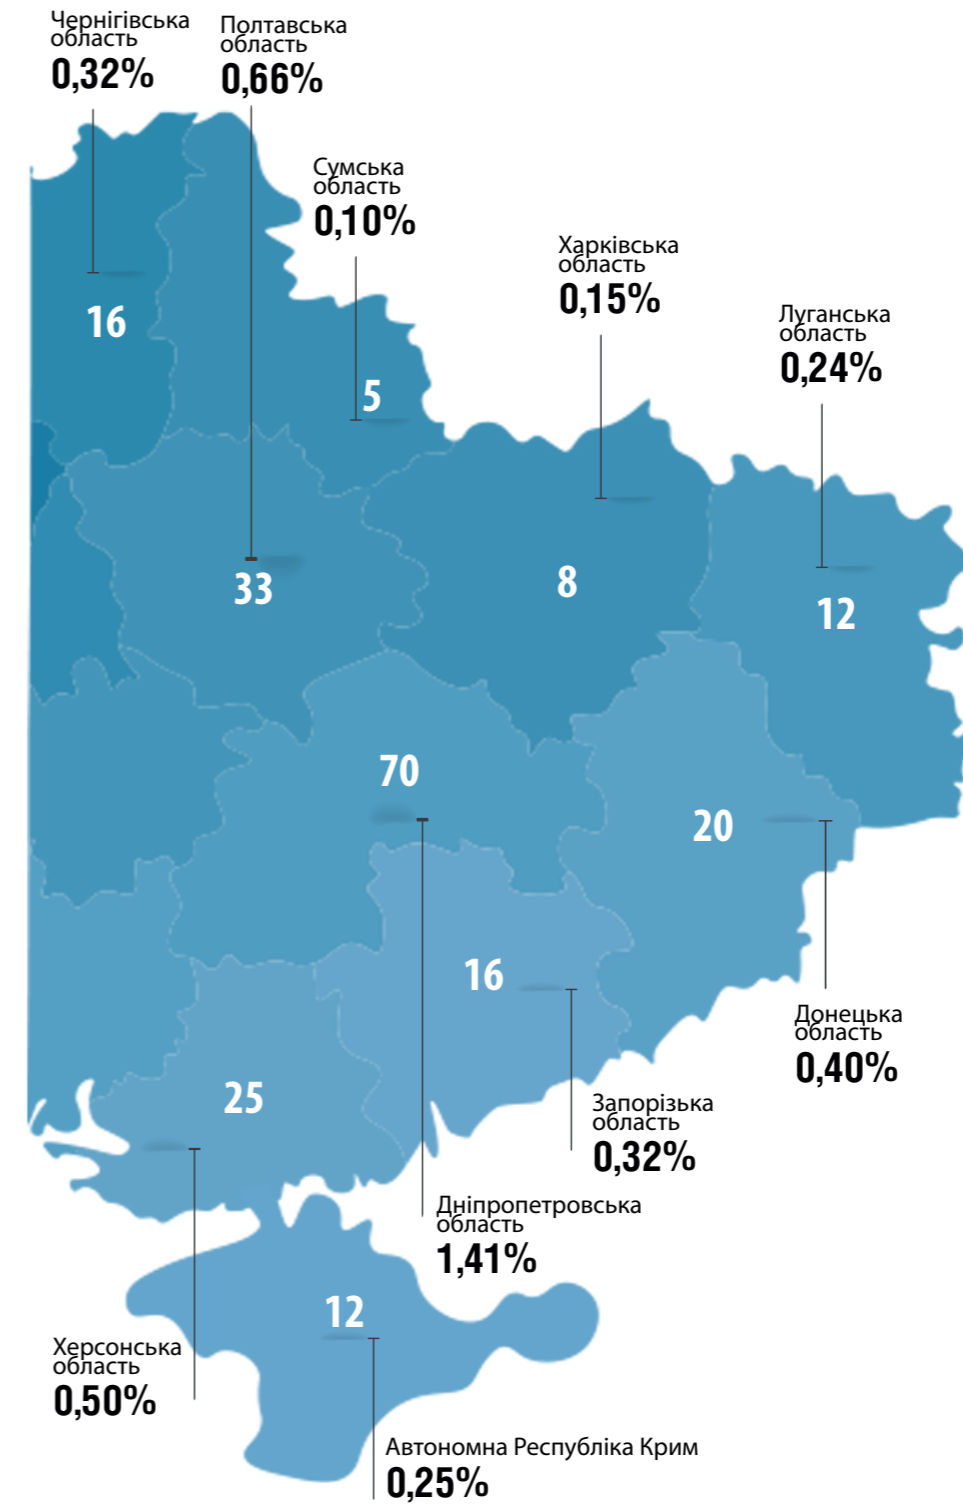 Чернігівська
область
0,32%
Полтавська
область
0,66%
Сумська
область
0,10%
Харківська
область
0,15%
Луганська
область
0,24%
16
5
33
8
12
70
20
16
25
Донецька
область
0,40%
Запорізька
область
0,32%
Дніпропетровська
область
1,41%
12
Херсонська
область
0,50%
Автономна Республіка Крим
0,25%